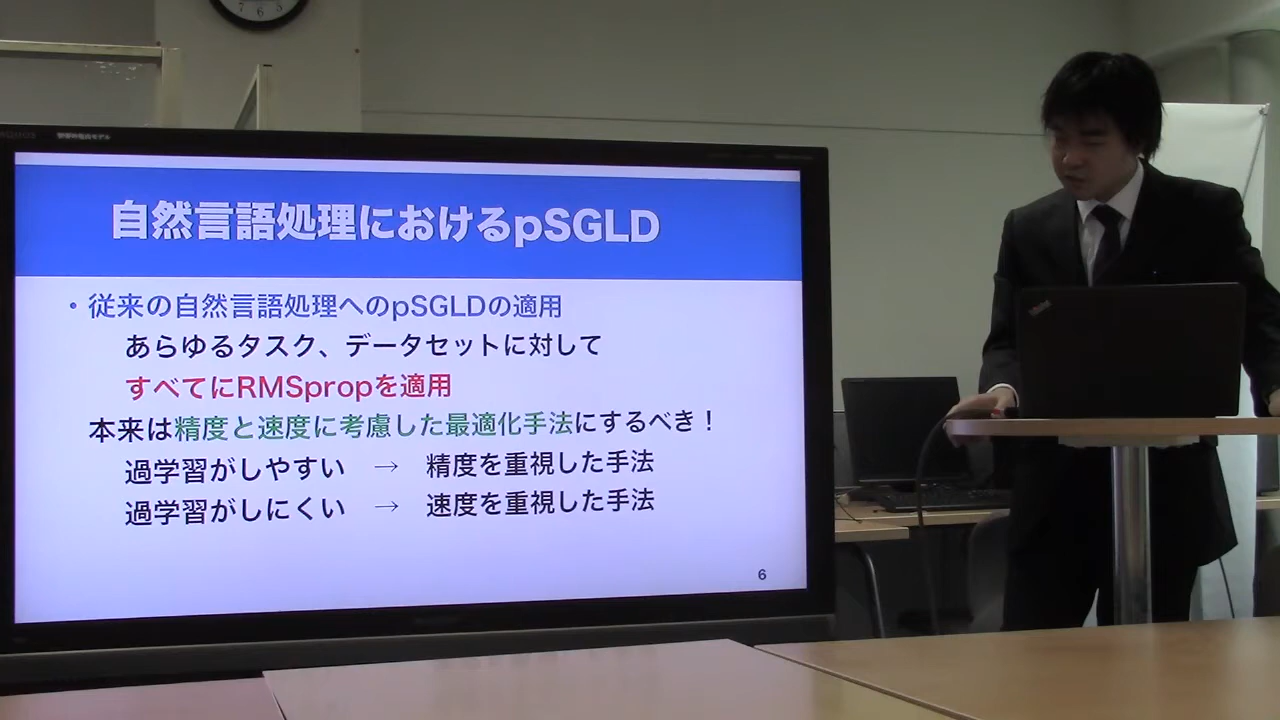 自然言語処理におけるpSGLD
・従来の自然言語処理へのpSGLDの適用
あらゆるタスク、データセットに対して
すべてにRMSpropを適用
本来は精度と速度に考慮した最適化手法にするべき！
過学習がしやすい → 精度を重視した手法
過学習がしにくい → 速度を重視した手法
6
7 6 5
ThinkPad